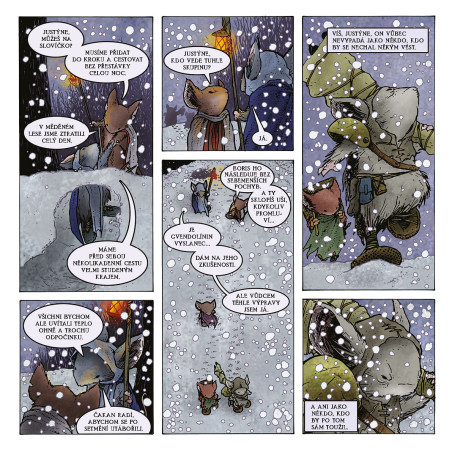 JUSTÝNE,
MŮŽEŠ NA
SLOVÍČKO?
MUSÍME PŘIDAT
DO KROKU A CESTOVAT
BEZ PŘESTÁVKY
CELOU NOC.
V MĚDĚNÉM
LESE JSME ZTRATILI
CELÝ DEN.
MÁME
PŘED SEBOU
NĚKOLIKADENNÍ CESTU
VELMI STUDENÝM
KRAJEM.
VŠICHNI BYCHOM
ALE UVÍTALI TEPLO
OHNĚ A TROCHU
ODPOČINKU.
ČAKAN RADÍ,
ABYCHOM SE PO
SETMĚNÍ UTÁBOŘILI.
JUSTÝNE,
KDO VEDE TUHLE
SKUPINU?
JÁ.
BORIS HO
NÁSLEDUJE BEZ
SEBEMENŠÍCH
POCHYB.
A TY
SKLOPÍŠ UŠI,
KDYKOLIV
PROMLU-
VÍ...
JE
GVENDOLÍNIN
VYSLANEC...
DÁM NA JEHO
ZKUŠENOSTI.
ALE VŮDCEM
TÉHLE VÝPRAVY
JSEM JÁ.
VÍŠ, JUSTÝNE, ON VŮBEC
NEVYPADÁ JAKO NĚKDO, KDO
BY SE NECHAL NĚKÝM VÉST.
A ANI JAKO
NĚKDO, KDO
BY PO TOM
SÁM TOUŽIL.